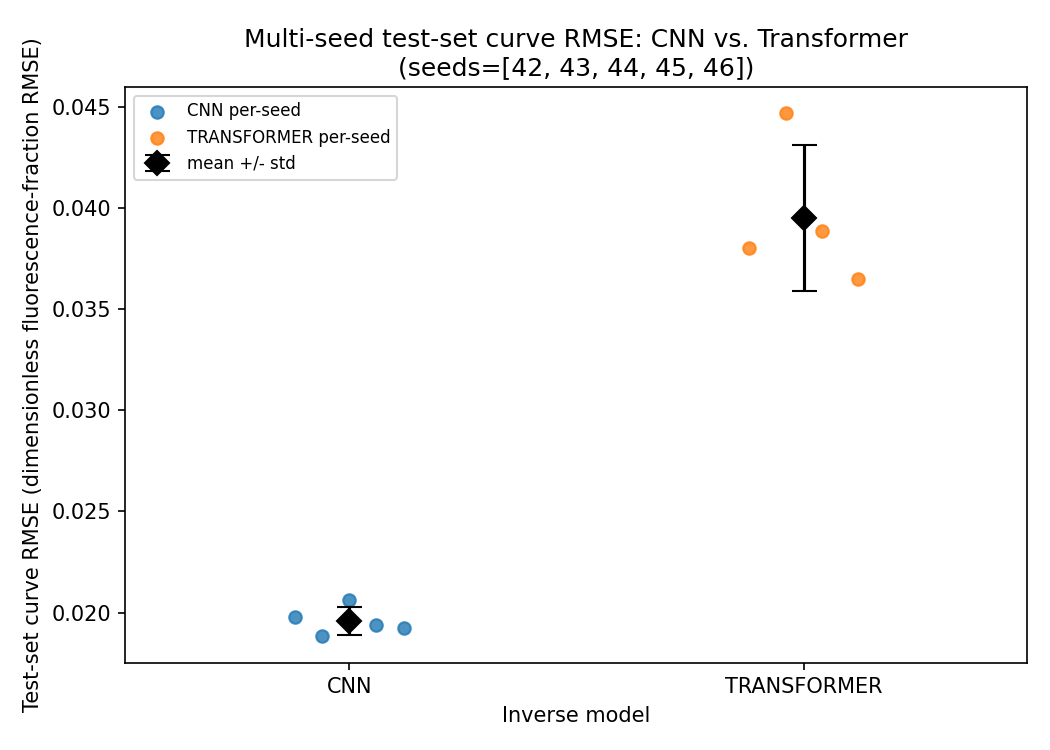 Multi-seed test-set curve RMSE: CNN vs. Transformer
(seeds=[42, 43, 44, 45, 46])
CNN per-seed
TRANSFORMER per-seed
mean +/- std
Test-set curve RMSE (dimensionless fluorescence-fraction RMSE)
0.045
0.040
0.035
0.030
0.025
0.020
CNN
TRANSFORMER
Inverse model